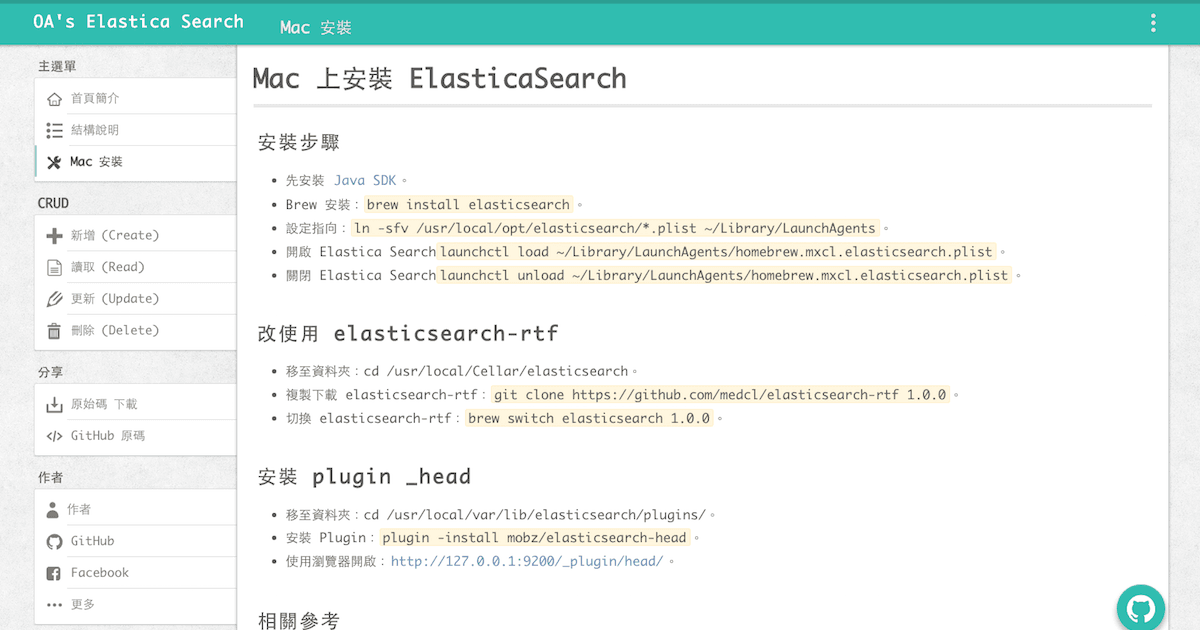 OA's Elastica Search
Mac 安裝
主選單
首頁簡介
結構說明
Mac 安裝
CRUD
新增 (Create)
讀取 (Read)
更新 (Update)
刪除 (Delete)
分享
原始碼 下載
GitHub 原碼
作者
作者
GitHub
Facebook
更多
Mac 上安裝 ElasticaSearch
安裝步驟
先安裝 Java SDK。
Brew 安裝：brew install elasticsearch。
設定指向：ln -sfv /usr/local/opt/elasticsearch/*.plist ~/Library/LaunchAgents。
開啟 Elastica Search launchctl load ~/Library/LaunchAgents/homebrew.mxcl.elasticsearch.plist。
關閉 Elastica Search launchctl unload ~/Library/LaunchAgents/homebrew.mxcl.elasticsearch.plist。
改使用 elasticsearch-rtf
移至資料夾：cd /usr/local/Cellar/elasticsearch。
複製下載 elasticsearch-rtf：git clone https://github.com/medcl/elasticsearch-rtf 1.0.0。
切換 elasticsearch-rtf：brew switch elasticsearch 1.0.0。
安裝 plugin _head
移至資料夾：cd /usr/local/var/lib/elasticsearch/plugins/。
安裝 Plugin：plugin -install mobz/elasticsearch-head。
使用瀏覽器開啟：http://127.0.0.1:9200/_plugin/head/。
相關參考